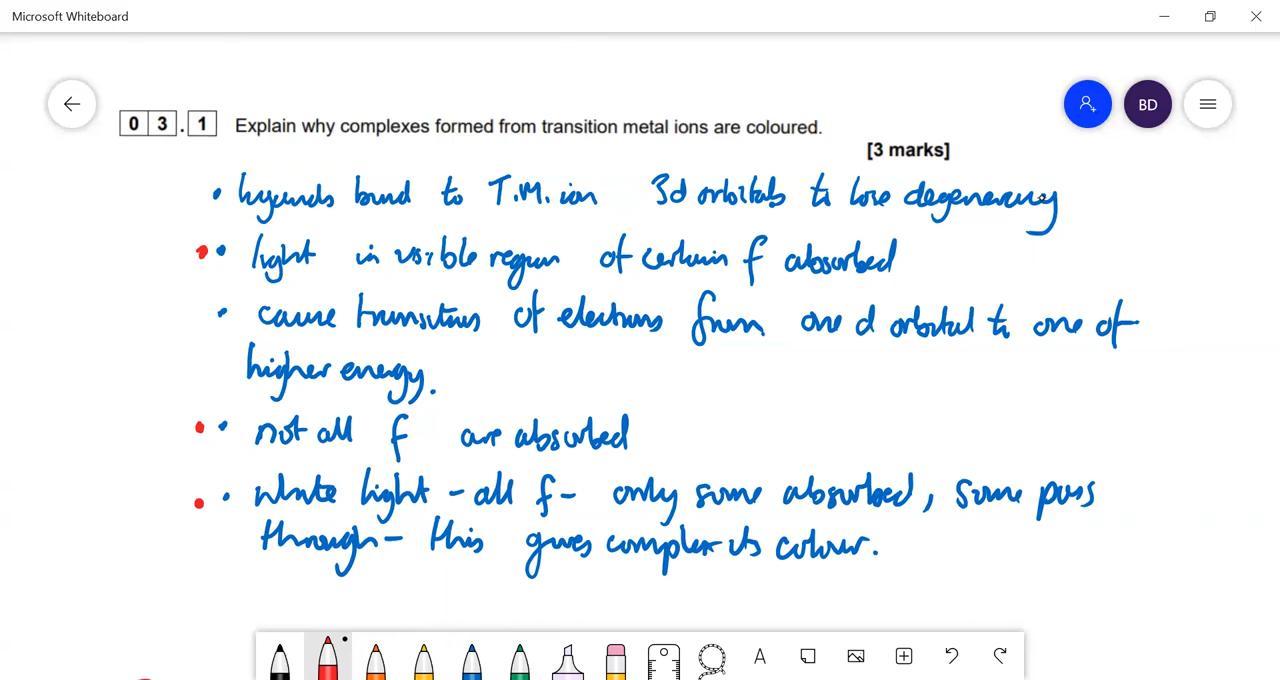 Microsoft Whiteboard
BD
03.1 Explain why complexes formed from transition metal ions are coloured.
[3 marks]
• ligands bind to T.M. ion 3d orbitals to lose degeneracy
• light in visible region of certain f absorbed
• cause transitions of electrons from one d orbital to one of
higher energy.
• not all f are absorbed
• white light - all f - only some absorbed, some pass
through - this gives complex its colour.
A